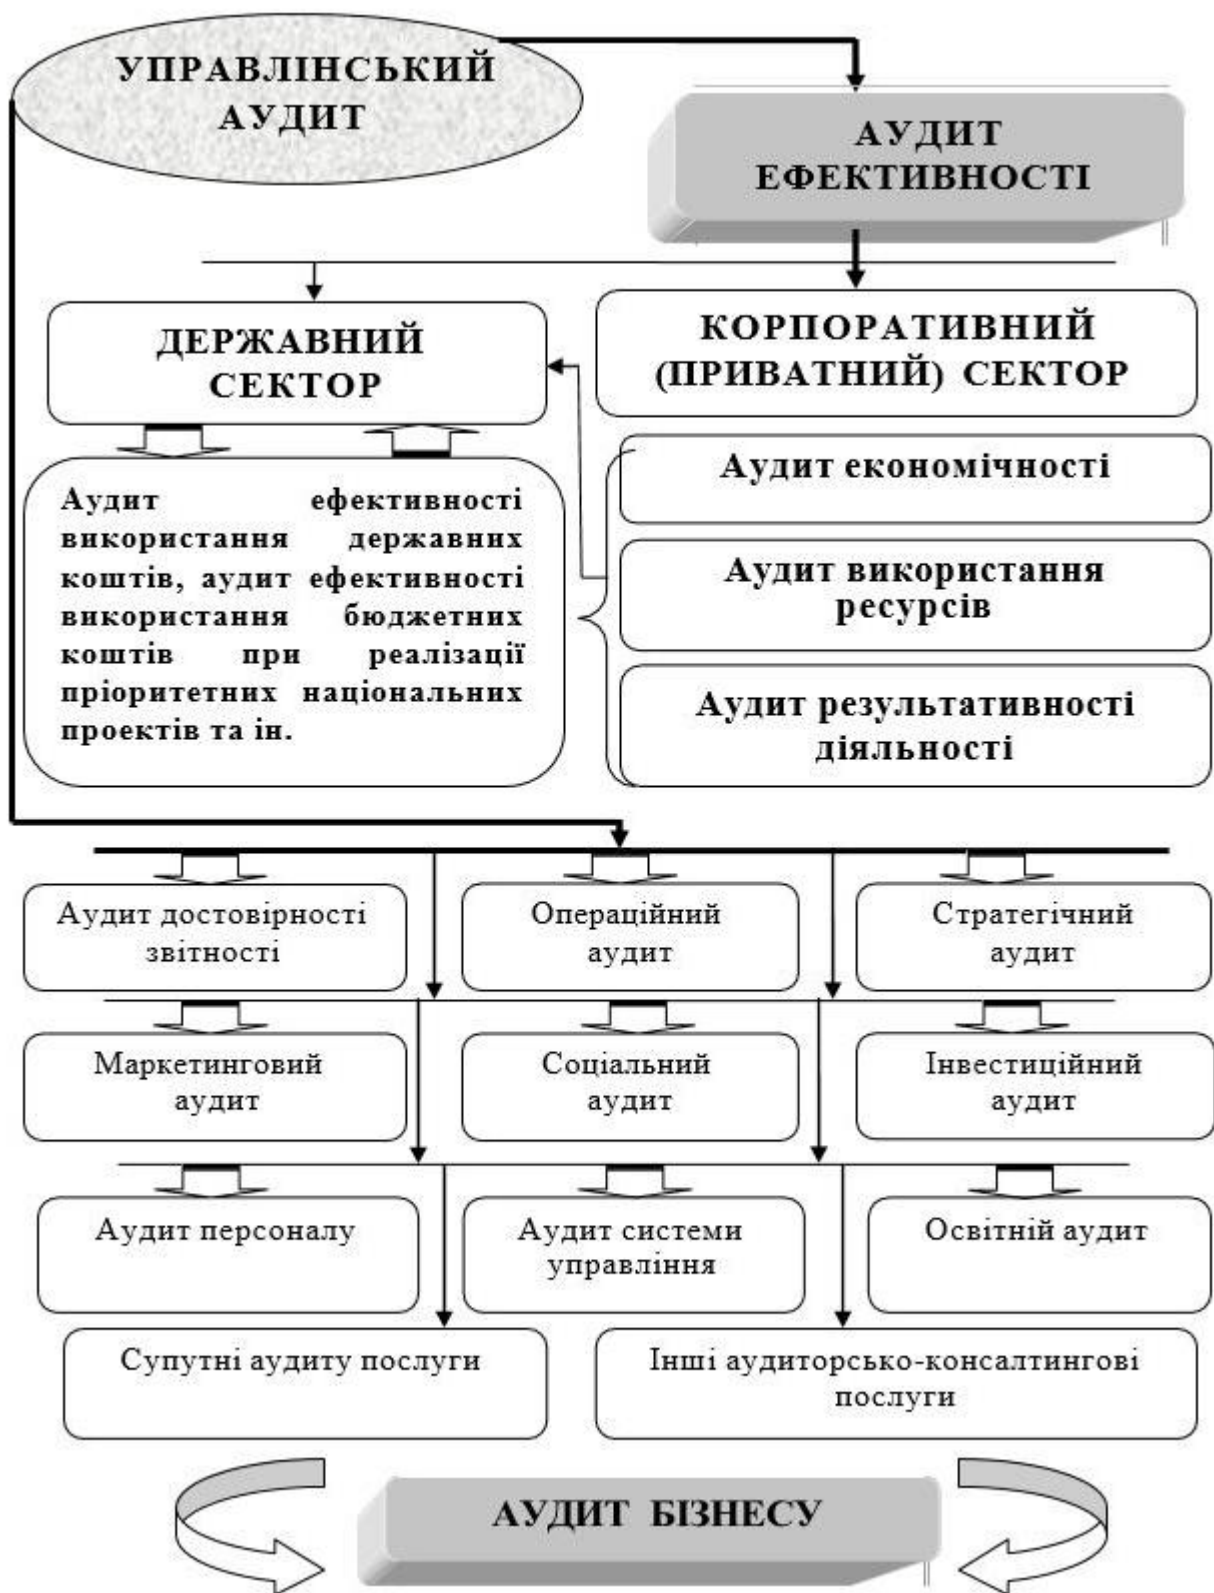 УПРАВЛІНСЬКИЙ
АУДИТ
АУДИТ
ЕФЕКТИВНОСТІ
ДЕРЖАВНИЙ
СЕКТОР
КОРПОРАТИВНИЙ
(ПРИВАТНИЙ) СЕКТОР
Аудит ефективності
використання державних
коштів, аудит ефективності
використання бюджетних
коштів при реалізації
пріоритетних національних
проектів та ін.
Аудит економічності
Аудит використання
ресурсів
Аудит результативності
діяльності
Аудит достовірності
звітності
Операційний
аудит
Стратегічний
аудит
Маркетинговий
аудит
Соціальний
аудит
Інвестиційний
аудит
Аудит персоналу
Аудит системи
управління
Освітній аудит
Супутні аудиту послуги
Інші аудиторсько-консалтингові
послуги
АУДИТ БІЗНЕСУ